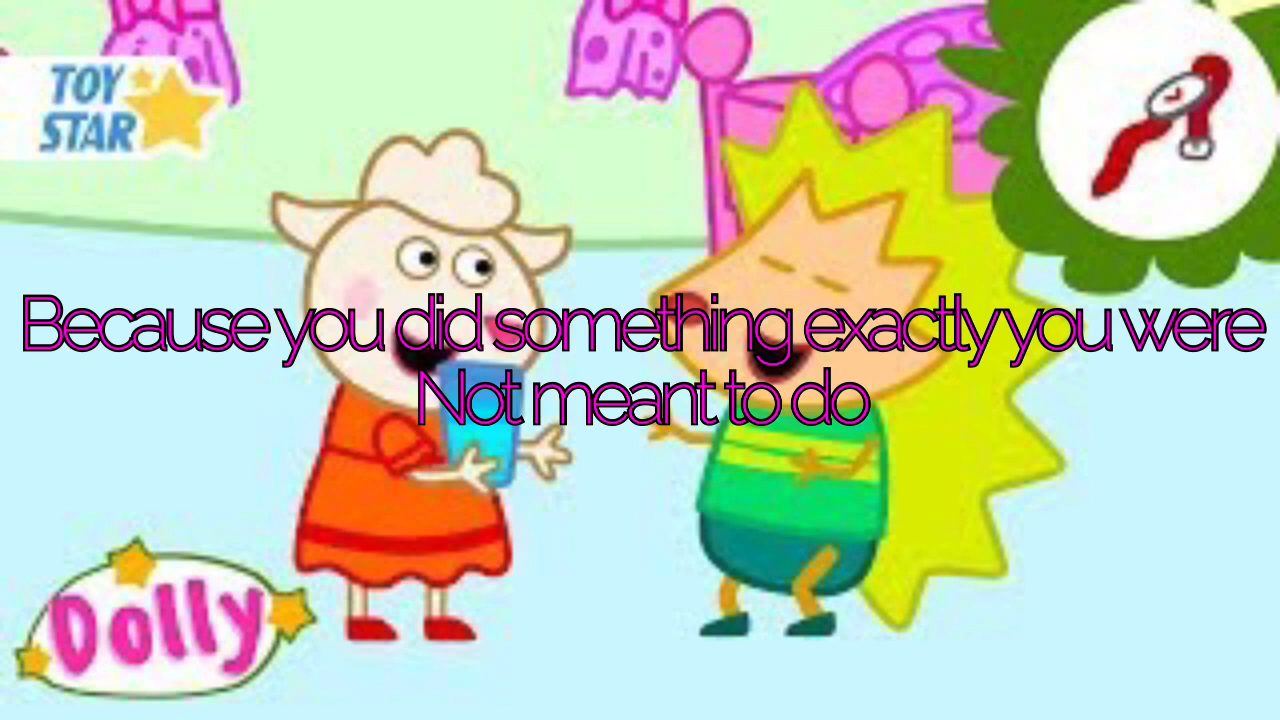 TOY
STAR
Because you did something exactly you were
Not meant to do
Dolly